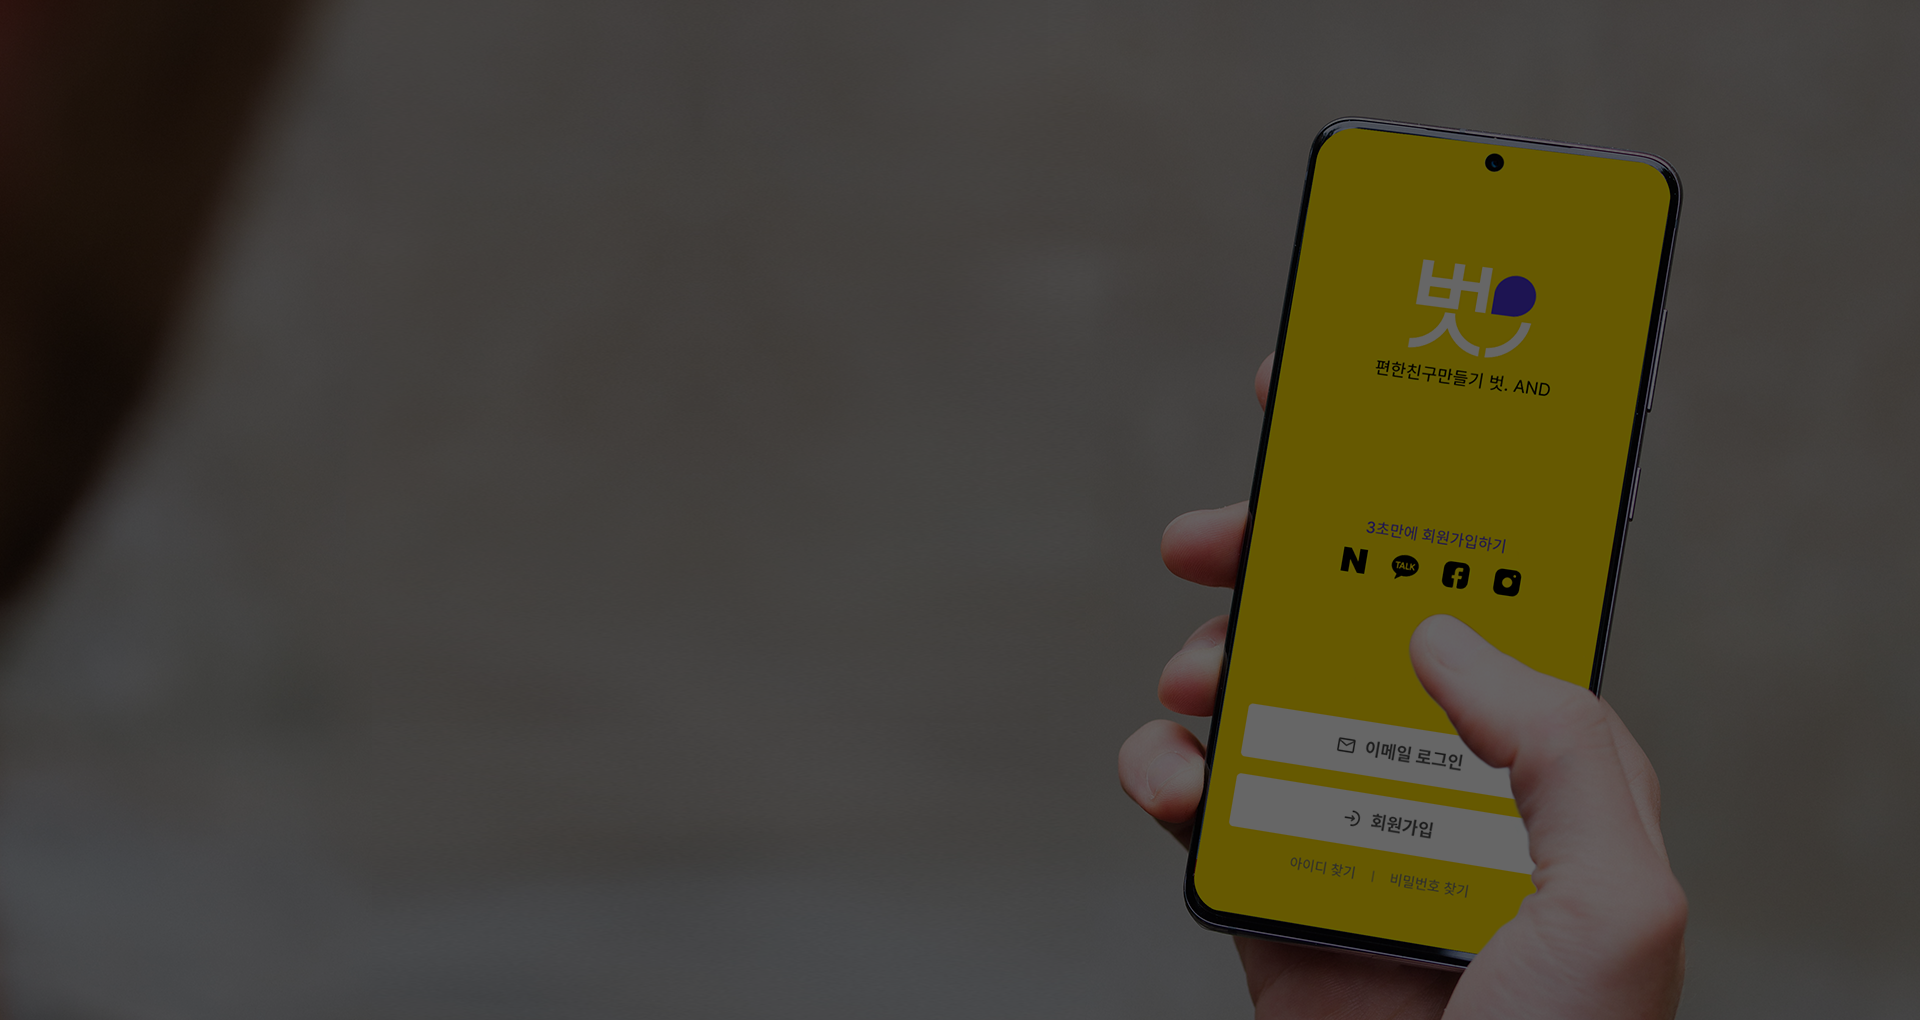 벗
편한친구만들기 벗. AND
3초만에 회원가입하기
N TALK f
이메일 로그인
회원가입
아이디 찾기 | 비밀번호 찾기